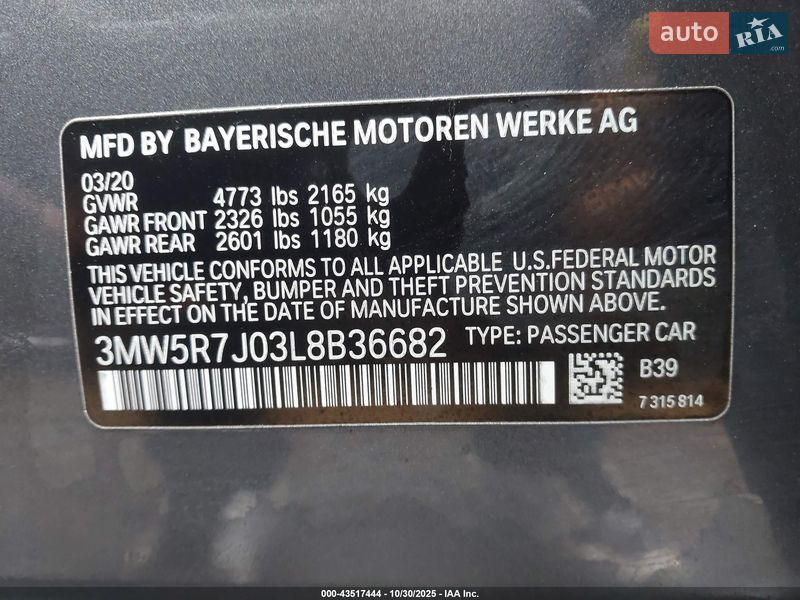 auto RIA .com
MFD BY BAYERISCHE MOTOREN WERKE AG
03/20
GVWR 4773 lbs 2165 kg
GAWR FRONT 2326 lbs 1055 kg
GAWR REAR 2601 lbs 1180 kg
THIS VEHICLE CONFORMS TO ALL APPLICABLE U.S.FEDERAL MOTOR
VEHICLE SAFETY, BUMPER AND THEFT PREVENTION STANDARDS
IN EFFECT ON THE DATE OF MANUFACTURE SHOWN ABOVE.
3MW5R7J03L8B36682 TYPE: PASSENGER CAR
B39
7 315 814
000-43517444 - 10/30/2025 - IAA Inc.